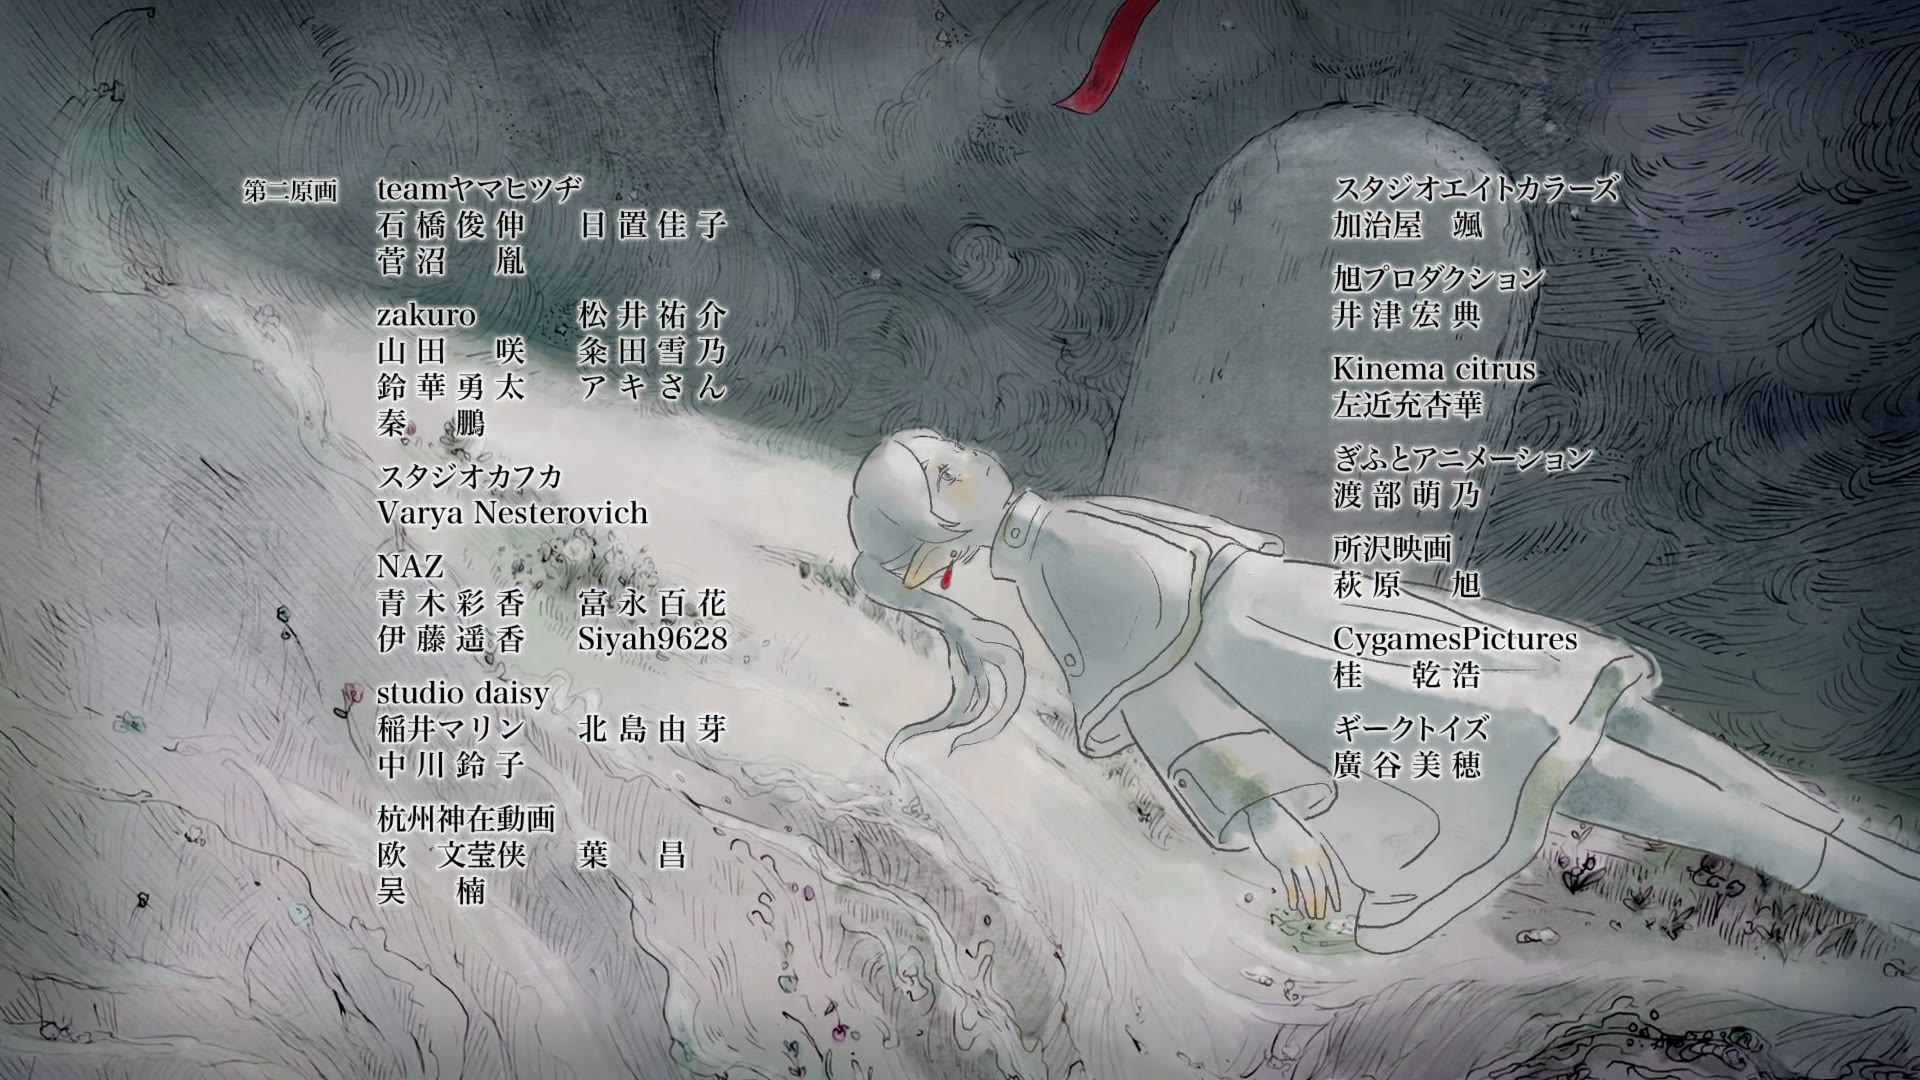 第二原画 teamヤマヒツヂ
石橋俊伸 日置佳子
菅沼 胤
zakuro 松井祐介
山田 咲 粂田雪乃
鈴華勇太 アキさん
秦 鵬
スタジオカフカ
Varya Nesterovich
NAZ
青木彩香 富永百花
伊藤遥香 Siyah9628
studio daisy
稲井マリン 北島由芽
中川鈴子
杭州神在動画
欧 文莹侠 葉 昌
吴 楠
スタジオエイトカラーズ
加治屋 颯
旭プロダクション
井津宏典
Kinema citrus
左近充杏華
ぎふとアニメーション
渡部萌乃
所沢映画
萩原 旭
CygamesPictures
桂 乾浩
ギークトイズ
廣谷美穂